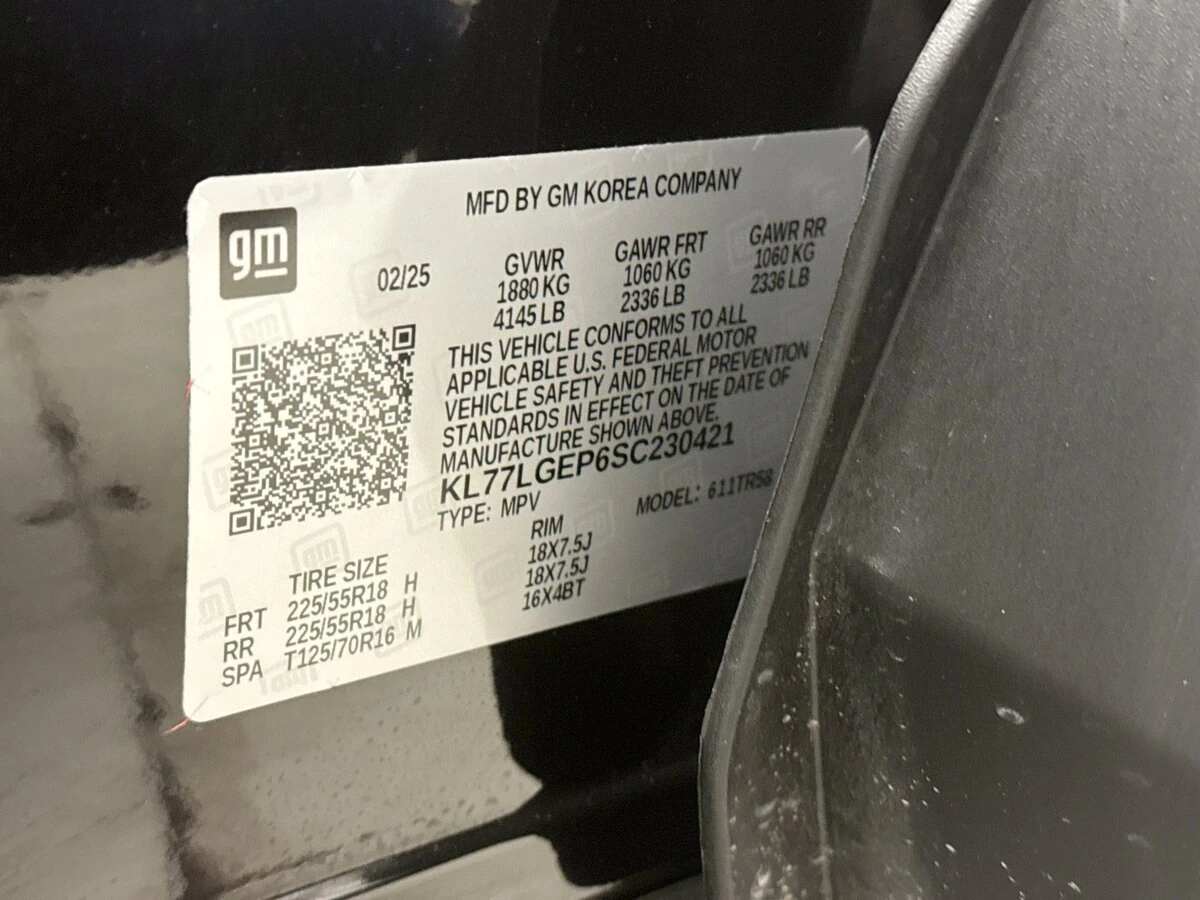 gm
MFD BY GM KOREA COMPANY
02/25
GVWR GAWR FRT GAWR RR
1880 KG 1060 KG 1060 KG
4145 LB 2336 LB 2336 LB
THIS VEHICLE CONFORMS TO ALL
APPLICABLE U.S. FEDERAL MOTOR
VEHICLE SAFETY AND THEFT PREVENTION
STANDARDS IN EFFECT ON THE DATE OF
MANUFACTURE SHOWN ABOVE.
KL77LGEP6SC230421
TYPE: MPV MODEL: 611TR58
TIRE SIZE RIM
FRT 225/55R18 H 18X7.5J
RR 225/55R18 H 18X7.5J
SPA T125/70R16 M 16X4BT